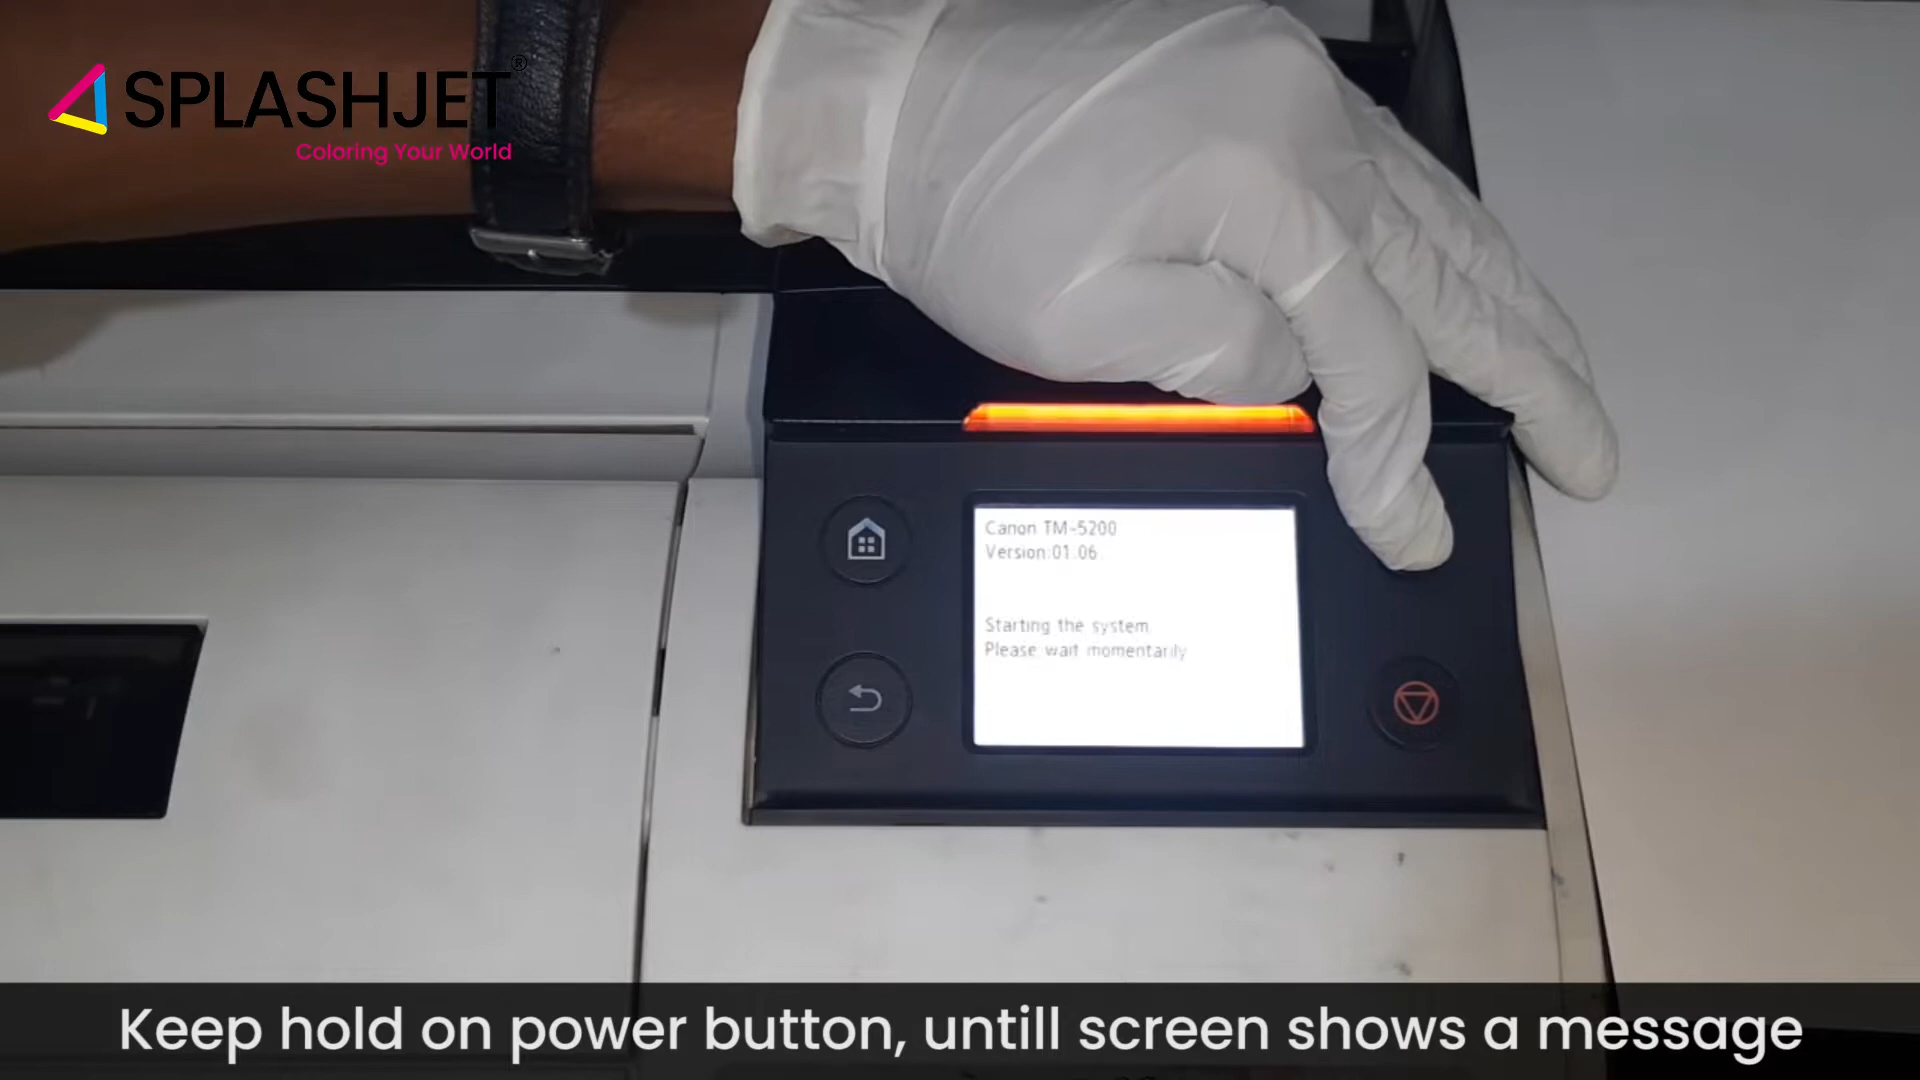 SPLASHJET®
Coloring Your World
Canon TM-5200
Version:01.06
Starting the system.
Please wait momentarily
Keep hold on power button, untill screen shows a message